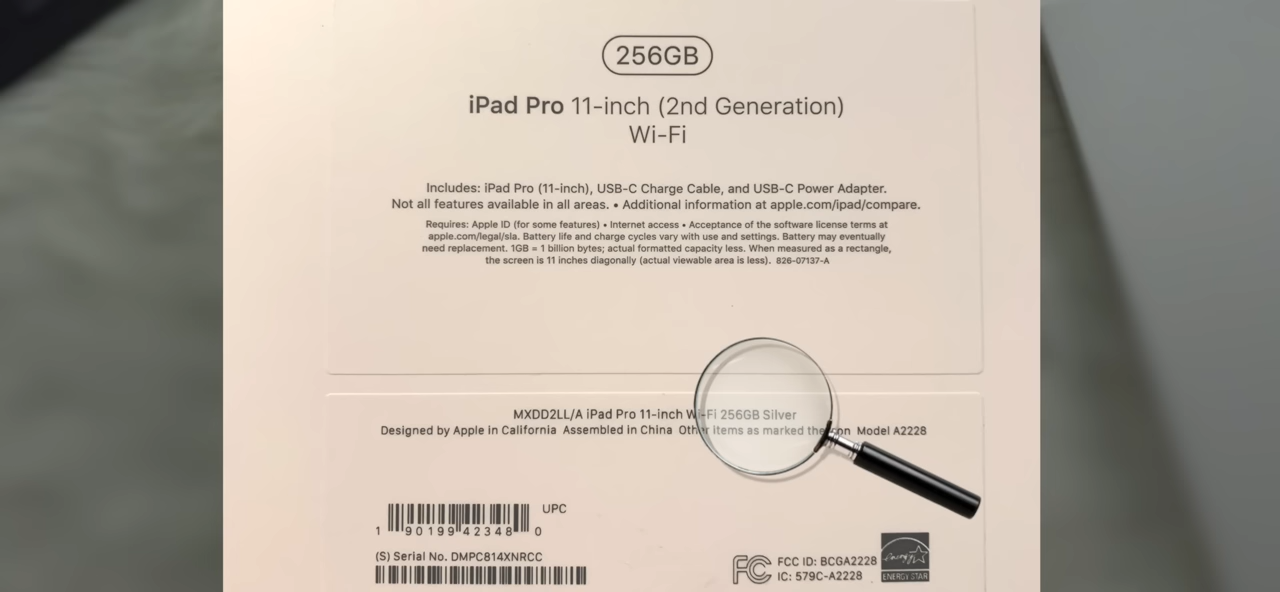 256GB
iPad Pro 11-inch (2nd Generation)
Wi-Fi
Includes: iPad Pro (11-inch), USB-C Charge Cable, and USB-C Power Adapter.
Not all features available in all areas. • Additional information at apple.com/ipad/compare.
Requires: Apple ID (for some features) • Internet access • Acceptance of the software license terms at
apple.com/legal/sla. Battery life and charge cycles vary with use and settings. Battery may eventually
need replacement. 1GB = 1 billion bytes; actual formatted capacity less. When measured as a rectangle,
the screen is 11 inches diagonally (actual viewable area is less). 826-07137-A
MXDD2LL/A iPad Pro 11-inch Wi-Fi 256GB Silver
Designed by Apple in California Assembled in China Other Items as marked thereon Model A2228
UPC
1 90199 42348 0
(S) Serial No. DMPC814XNRCC
FC FCC ID: BCGA2228
IC: 579C-A2228
energy
ENERGY STAR